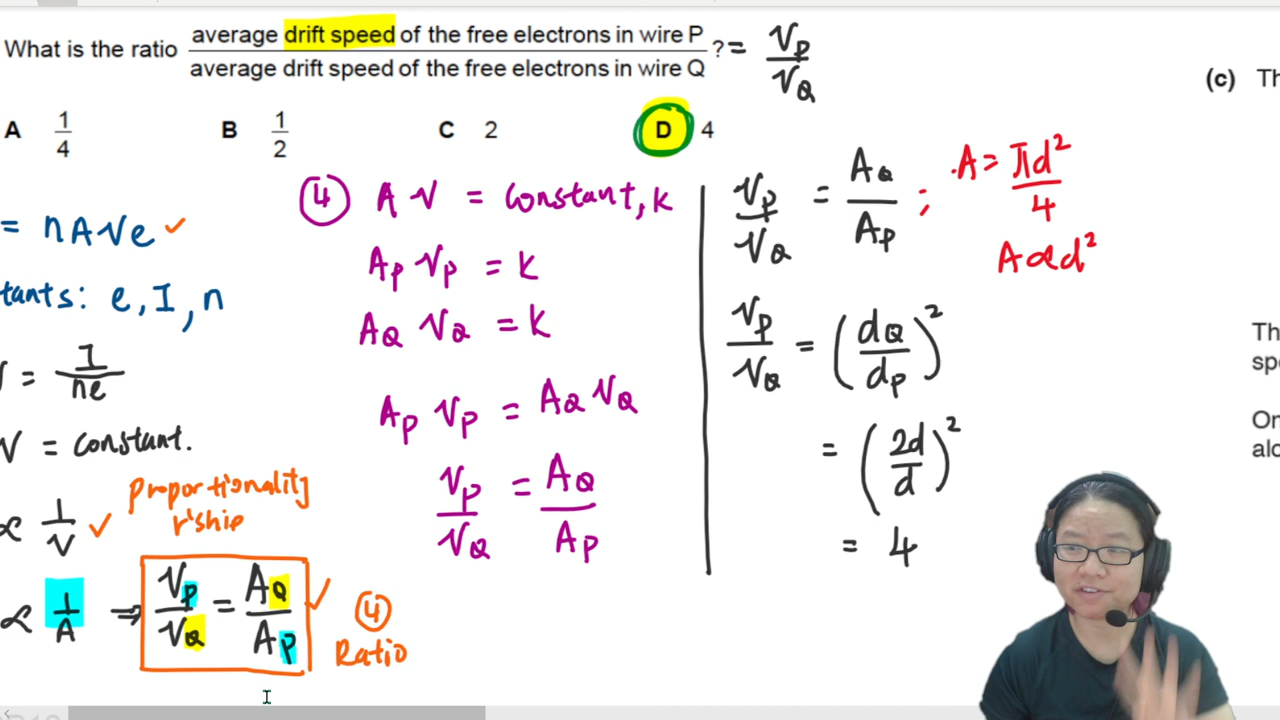 What is the ratio average drift speed of the free electrons in wire P / average drift speed of the free electrons in wire Q ? = VP / VQ
(c) Th
A 1/4 B 1/2 C 2 D 4
= nAVe ✓
tants: e, I, n
V = I / ne
V = constant.
∝ 1/V ✓
proportionality
r'ship
∝ 1/A ⇒ VP/VQ = AQ/AP ✓
④
Ratio
④ A V = constant, k
AP VP = k
AQ VQ = k
AP VP = AQ VQ
VP/VQ = AQ/AP
VP/VQ = AQ/AP ; A = πd²/4
A∝d²
VP/VQ = (dQ/dP)²
= (2d/d)²
= 4
Th
spe
On
alo